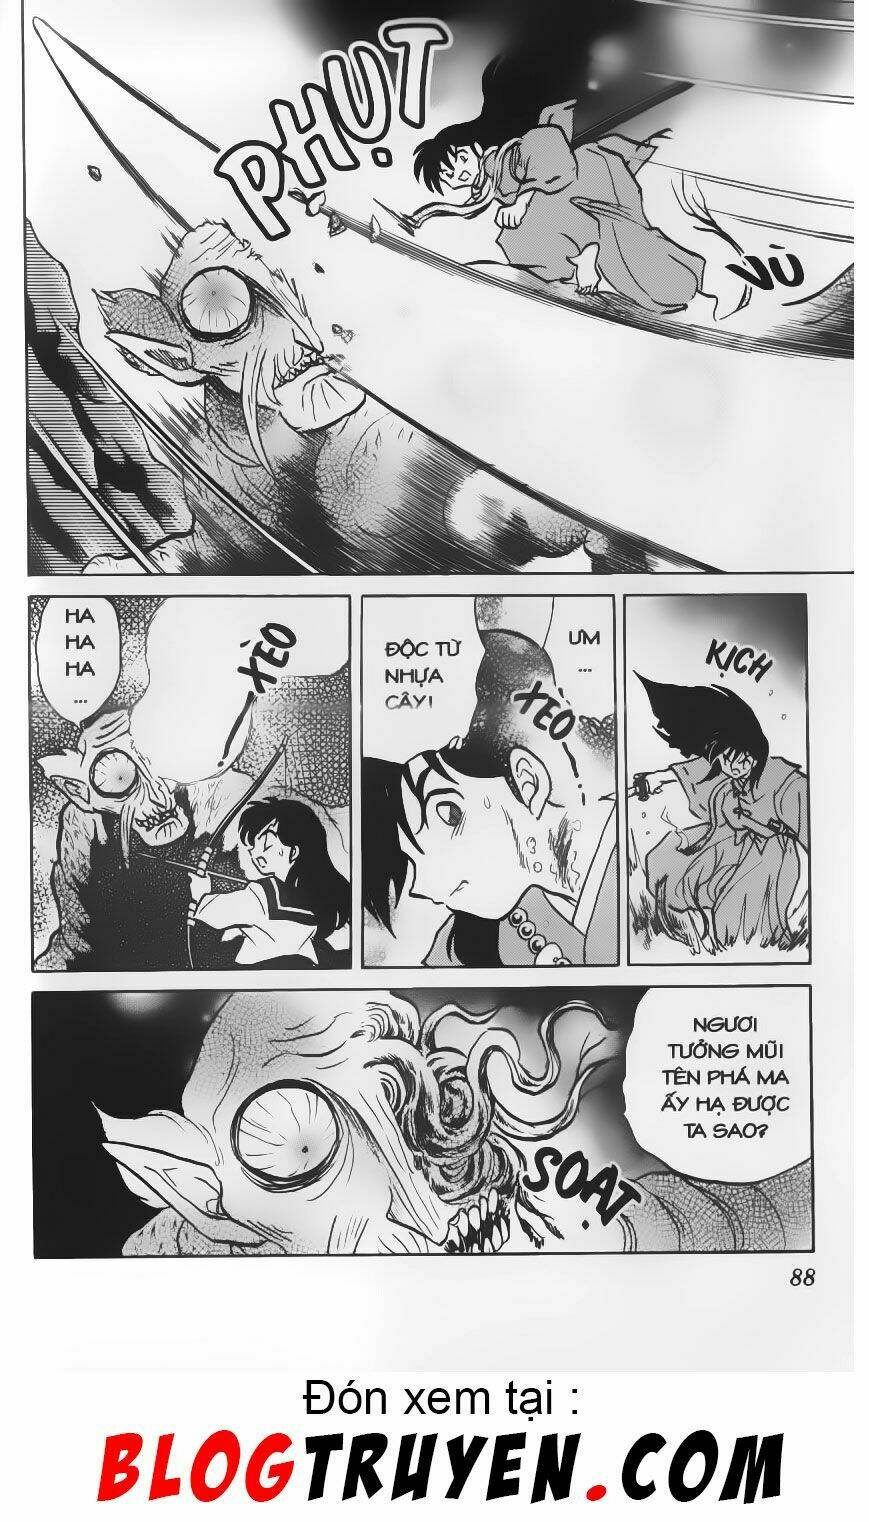 PHỤT
VÙ
HA
HA
HA
...
XÈO
ĐỘC TỪ
NHỰA
CÂY!
ƯM
...
XÈO
KỊCH
NGƯƠI
TƯỞNG MŨI
TÊN PHÁ MA
ẤY HẠ ĐƯỢC
TA SAO?
SOẠT
88
Đón xem tại :
BLOGTRUYEN.COM